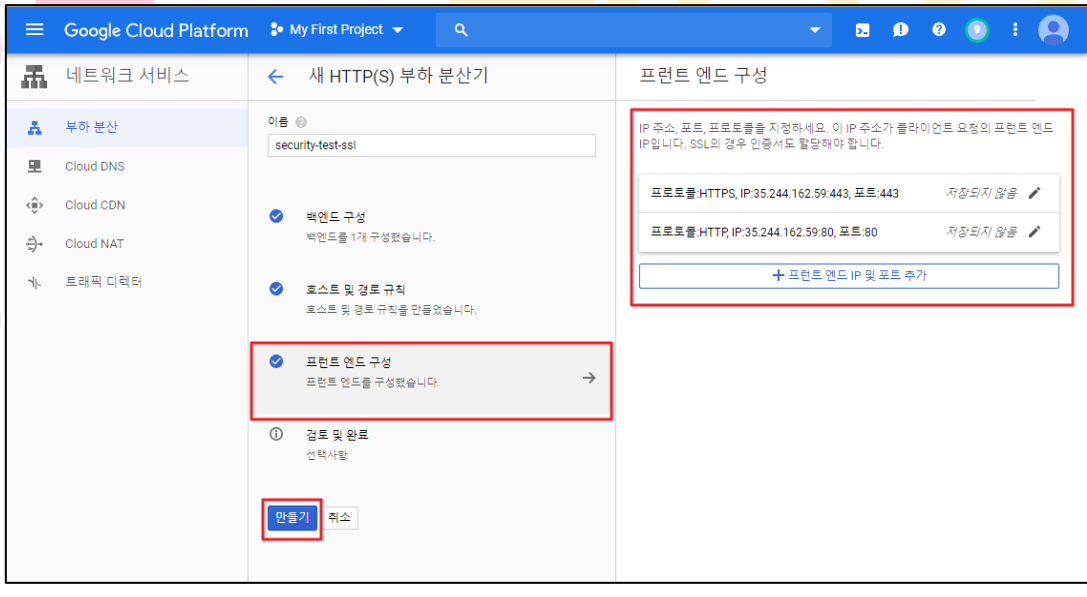 Google Cloud Platform
My First Project
9
네트워크 서비스
부하 분산
Cloud DNS
Cloud CDN
Cloud NAT
트래픽 디렉터
새 HTTP(S) 부하 분산기
이름
security-test-ssl
백엔드 구성
백엔드를 1개 구성했습니다.
호스트 및 경로 규칙
호스트 및 경로 규칙을 만들었습니다.
프런트 엔드 구성
프런트 엔드를 구성했습니다.
검토 및 완료
선택사항
만들기
취소
프런트 엔드 구성
IP 주소, 포트, 프로토콜을 지정하세요. 이 IP 주소가 클라이언트 요청의 프런트 엔드
IP입니다. SSL의 경우 인증서도 할당해야 합니다.
프로토콜:HTTPS, IP:35.244.162.59:443, 포트:443 저장되지 않음
프로토콜:HTTP, IP:35.244.162.59:80, 포트:80 저장되지 않음
+ 프런트 엔드 IP 및 포트 추가